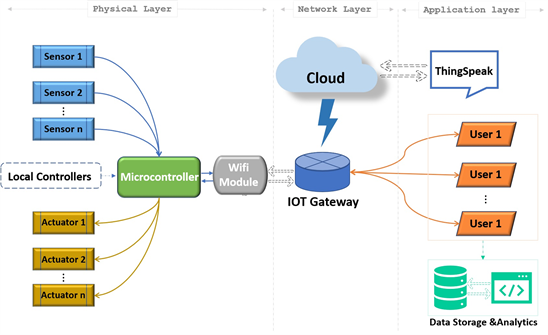 Physical Layer
Network Layer
Application layer
Sensor 1
Sensor 2
Sensor n
Cloud
ThingSpeak
Local Controllers
Microcontroller
Wifi
Module
IOT Gateway
User 1
User 1
User 1
Actuator 1
Actuator 2
Actuator n
Data Storage &Analytics